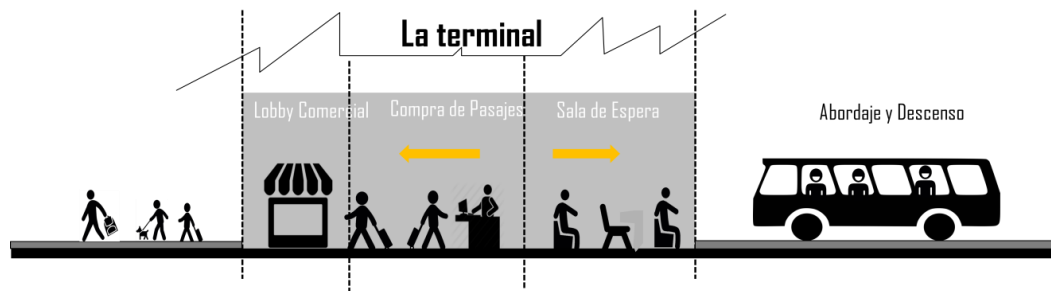 La terminal
Lobby Comercial
Compra de Pasajes
Sala de Espera
Abordaje y Descenso